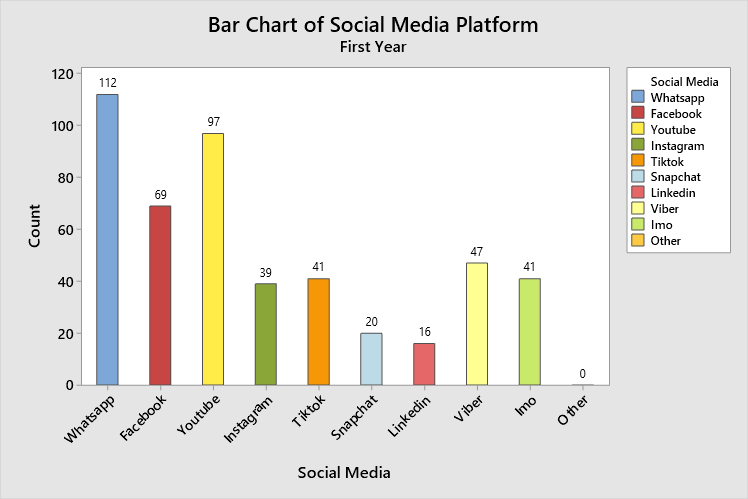 Bar Chart of Social Media Platform
First Year
120
100
80
60
40
20
0
Count
112
69
97
39
41
20
16
47
41
0
Whatsapp
Facebook
Youtube
Instagram
Tiktok
Snapchat
Linkedin
Viber
Imo
Other
Social Media
Social Media
Whatsapp
Facebook
Youtube
Instagram
Tiktok
Snapchat
Linkedin
Viber
Imo
Other